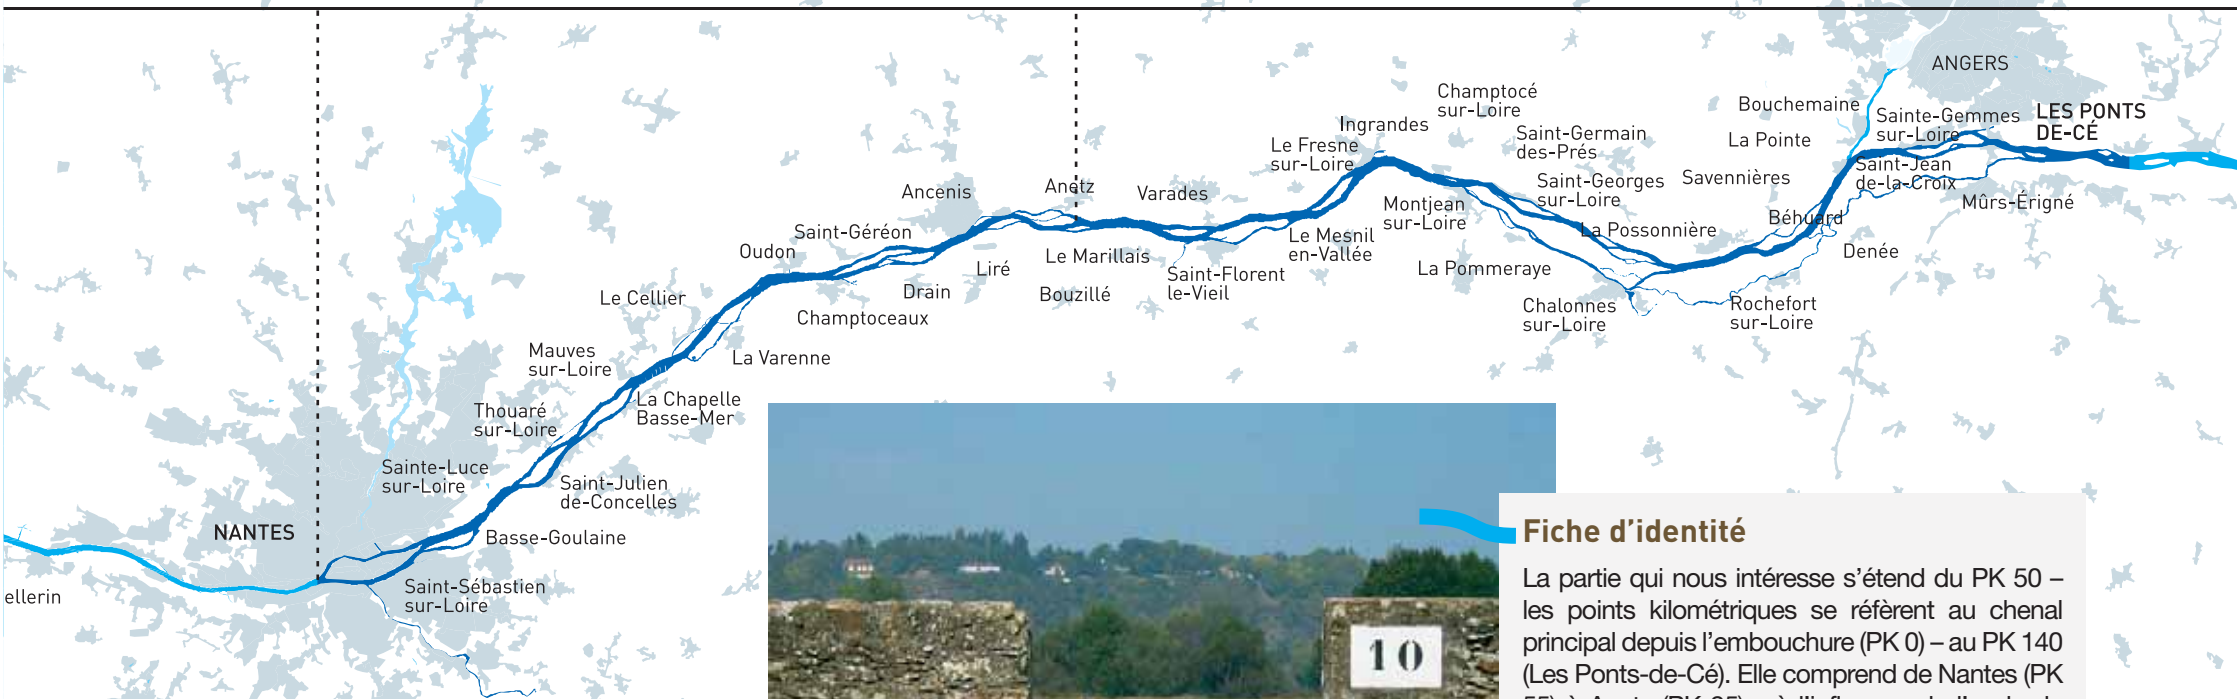 ANGERS
Champtocé
sur-Loire
Bouchemaine
Sainte-Gemmes
sur-Loire
LES PONTS
DE-CÉ
Ingrandes
Saint-Germain
des-Prés
La Pointe
Le Fresne
sur-Loire
Saint-Jean
de-la-Croix
Ancenis
Anetz
Varades
Saint-Georges
sur-Loire
Savennières
Mûrs-Érigné
Montjean
sur-Loire
Béhuard
Saint-Géréon
La Possonnière
Le Mesnil
en-Vallée
Oudon
Le Marillais
Denée
Liré
Saint-Florent
le-Vieil
La Pommeraye
Le Cellier
Drain
Bouzillé
Chalonnes
sur-Loire
Rochefort
sur-Loire
Champtoceaux
Mauves
sur-Loire
La Varenne
La Chapelle
Basse-Mer
Thouaré
sur-Loire
Sainte-Luce
sur-Loire
Saint-Julien
de-Concelles
NANTES
Basse-Goulaine
Saint-Sébastien
sur-Loire
ellerin
10
Fiche d’identité
La partie qui nous intéresse s’étend du PK 50 –
les points kilométriques se réfèrent au chenal
principal depuis l’embouchure (PK 0) – au PK 140
(Les Ponts-de-Cé). Elle comprend de Nantes (PK